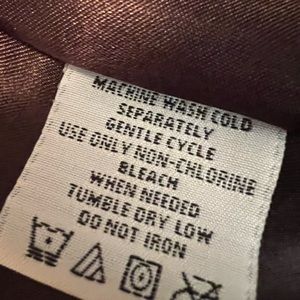 MACHINE WASH COLD
SEPARATELY
GENTLE CYCLE
USE ONLY NON-CHLORINE
BLEACH
WHEN NEEDED
TUMBLE DRY LOW
DO NOT IRON